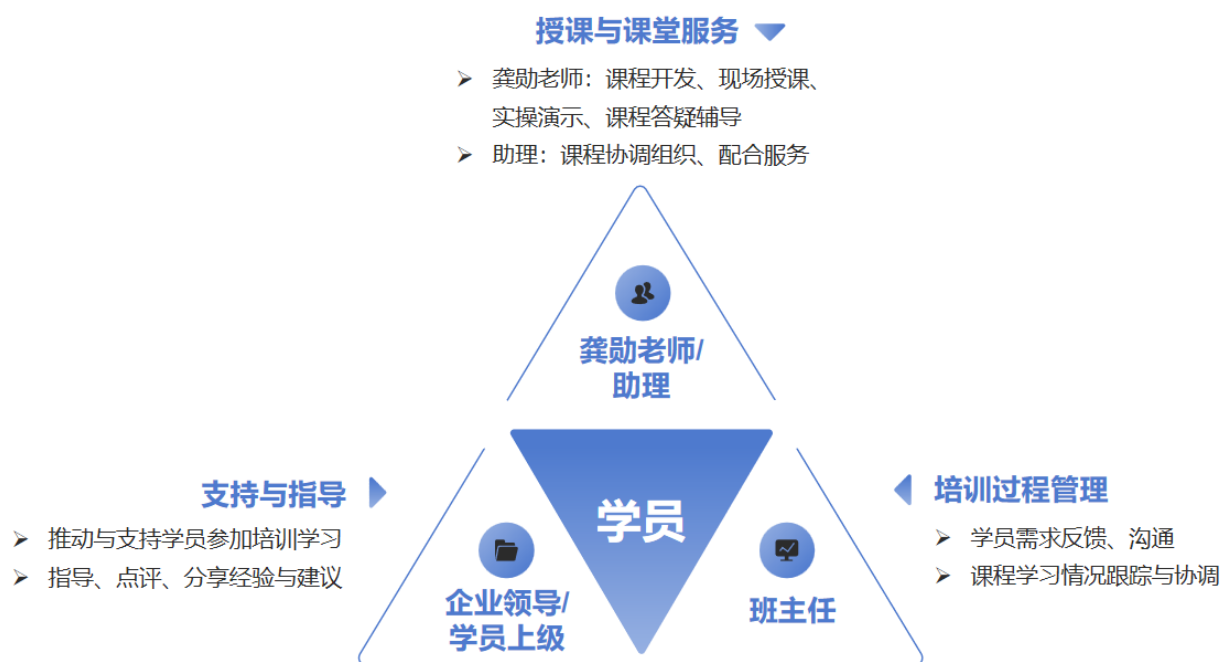 授课与课堂服务
➢ 龚勋老师：课程开发、现场授课、
实操演示、课程答疑辅导
➢ 助理：课程协调组织、配合服务
龚勋老师/
助理
支持与指导
➢ 推动与支持学员参加培训学习
➢ 指导、点评、分享经验与建议
学员
培训过程管理
➢ 学员需求反馈、沟通
➢ 课程学习情况跟踪与协调
企业领导/
学员上级
班主任